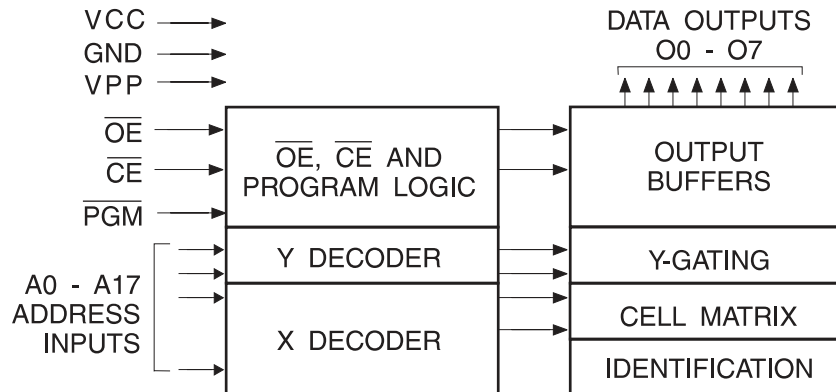 VCC
GND
VPP
OE
CE
PGM
A0 - A17
ADDRESS
INPUTS
OE, CE AND
PROGRAM LOGIC
Y DECODER
X DECODER
DATA OUTPUTS
O0 - O7
OUTPUT
BUFFERS
Y-GATING
CELL MATRIX
IDENTIFICATION